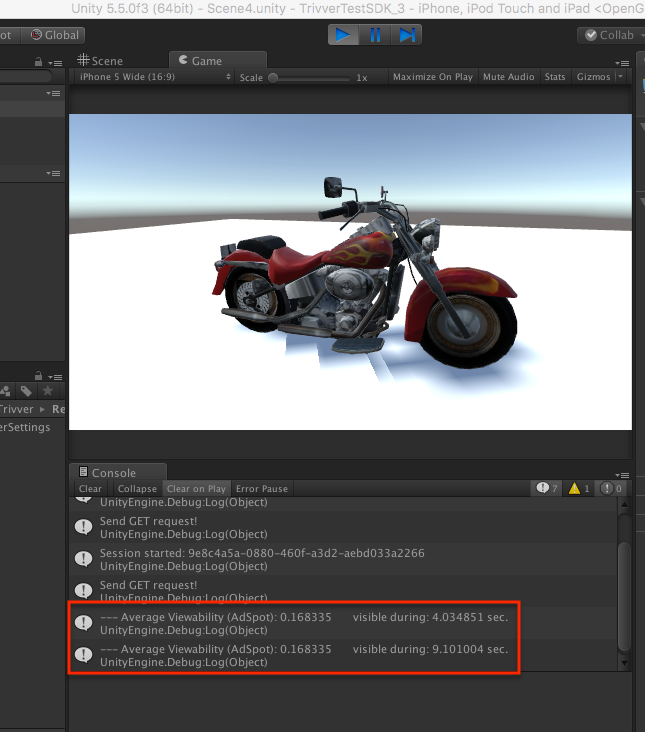 Unity 5.5.0f3 (64bit) - Scene4.unity - TrivverTestSDK_3 - iPhone, iPod Touch and iPad <OpenG
ot Global Collab
Scene Game
iPhone 5 Wide (16:9) Scale 1x Maximize On Play Mute Audio Stats Gizmos
Trivver ▸ Re
erSettings
Console
Clear Collapse Clear on Play Error Pause 7 1 0
UnityEngine.Debug:Log(Object)
Send GET request!
UnityEngine.Debug:Log(Object)
Session started: 9e8c4a5a-0880-460f-a3d2-aebd033a2266
UnityEngine.Debug:Log(Object)
Send GET request!
UnityEngine.Debug:Log(Object)
--- Average Viewability (AdSpot): 0.168335 visible during: 4.034851 sec.
UnityEngine.Debug:Log(Object)
--- Average Viewability (AdSpot): 0.168335 visible during: 9.101004 sec.
UnityEngine.Debug:Log(Object)